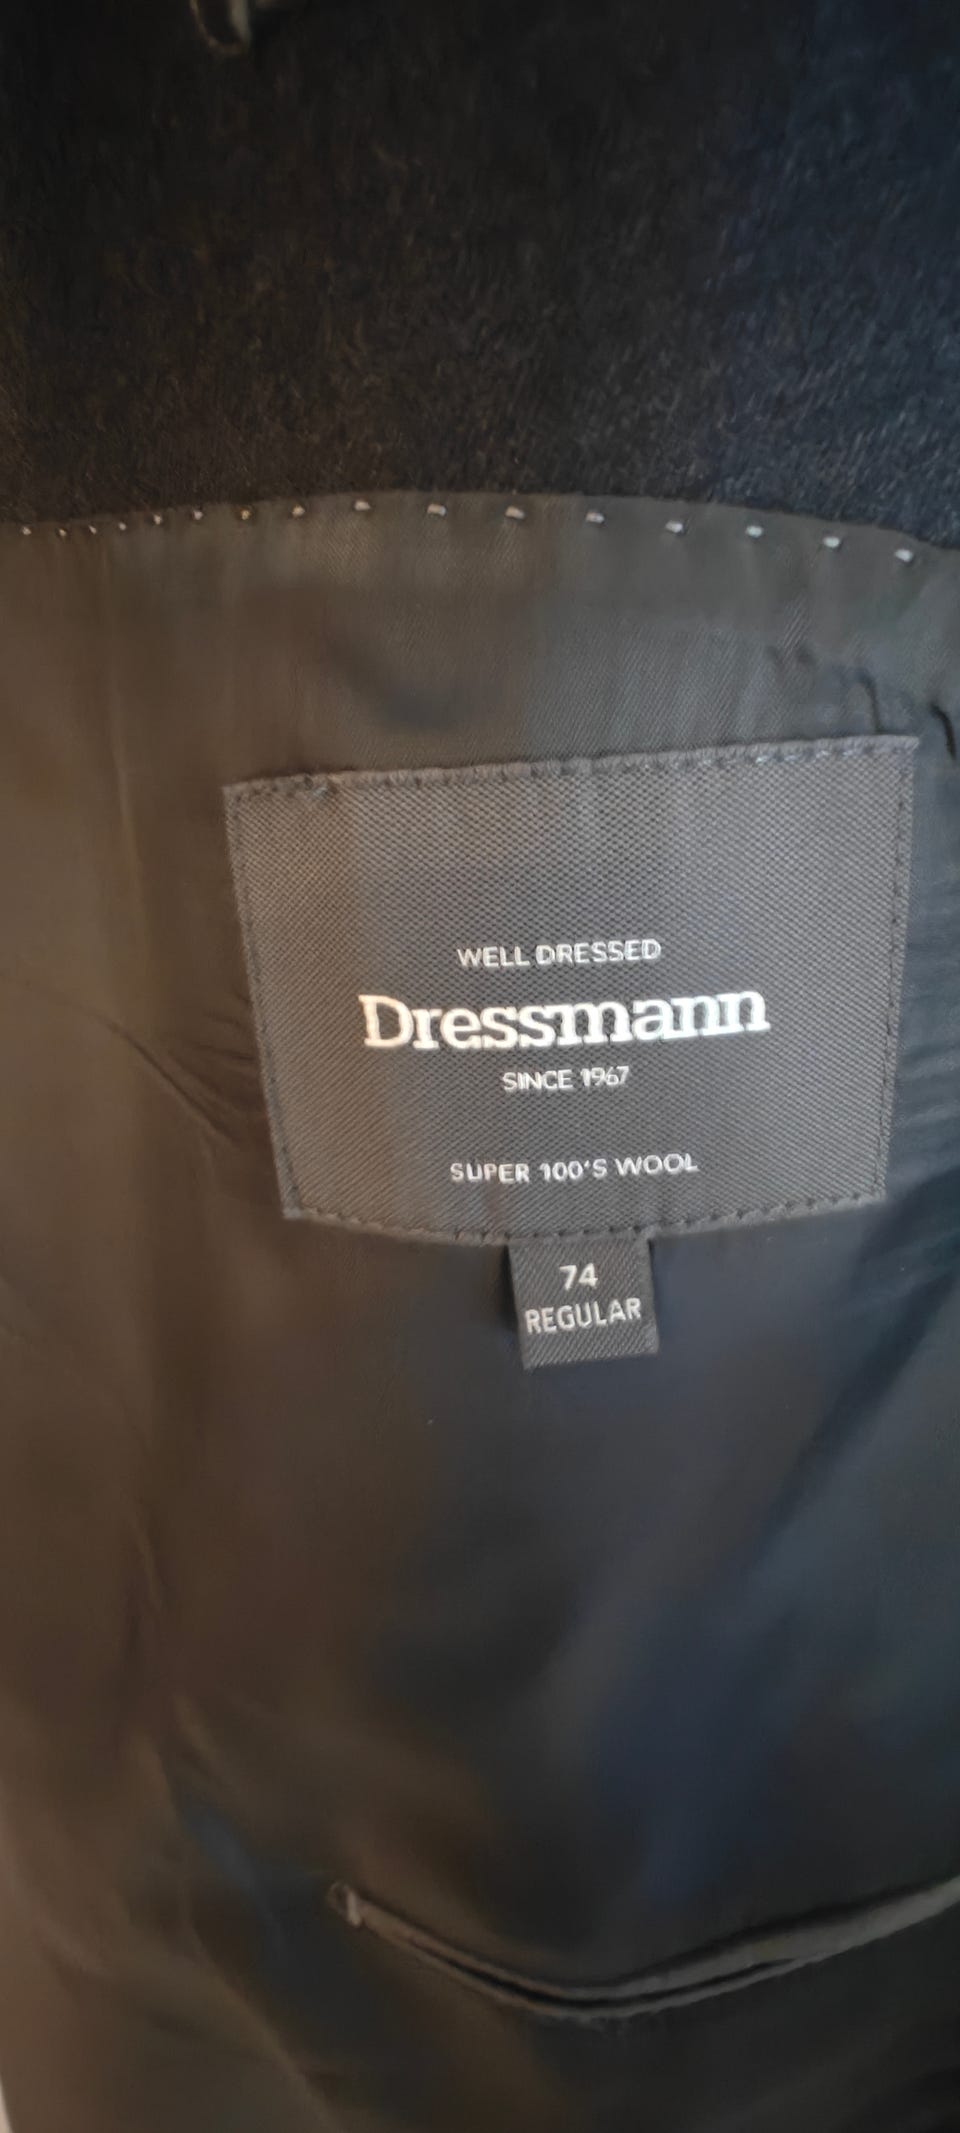 WELL DRESSED
Dressmann
SINCE 1967
SUPER 100'S WOOL
74
REGULAR